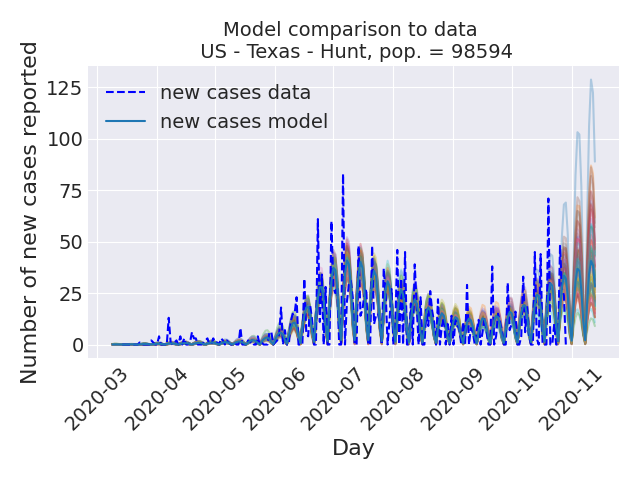 Model comparison to data
US - Texas - Hunt, pop. = 98594
Number of new cases reported
125
100
75
50
25
0
new cases data
new cases model
2020-03
2020-04
2020-05
2020-06
2020-07
2020-08
2020-09
2020-10
2020-11
Day